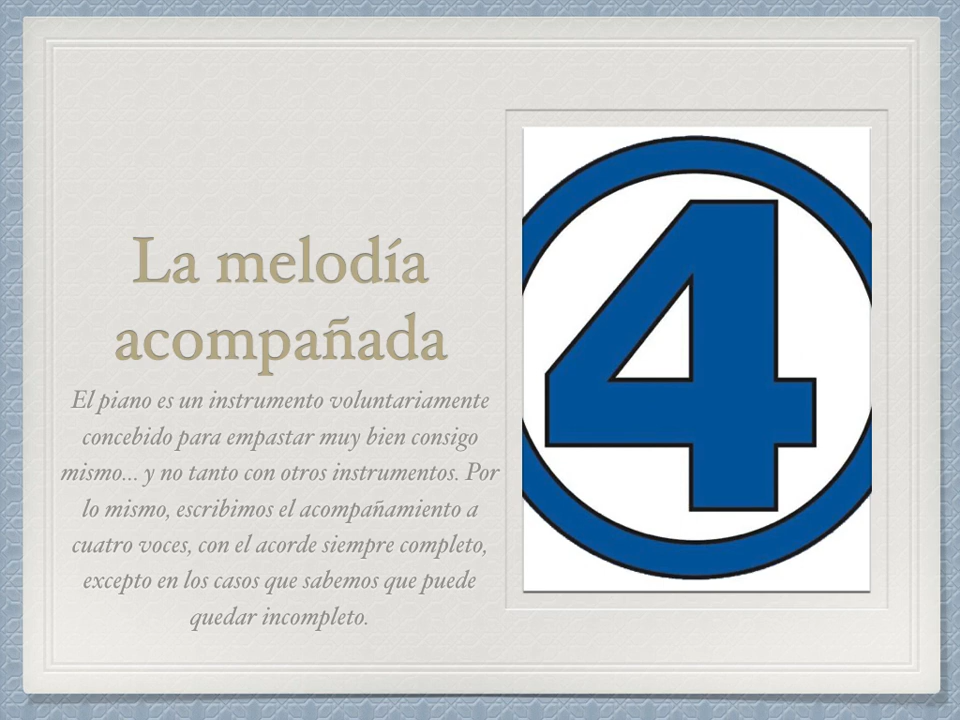 La melodía
acompañada
El piano es un instrumento voluntariamente
concebido para empastar muy bien consigo
mismo... y no tanto con otros instrumentos. Por
lo mismo, escribimos el acompañamiento a
cuatro voces, con el acorde siempre completo,
excepto en los casos que sabemos que puede
quedar incompleto.
4